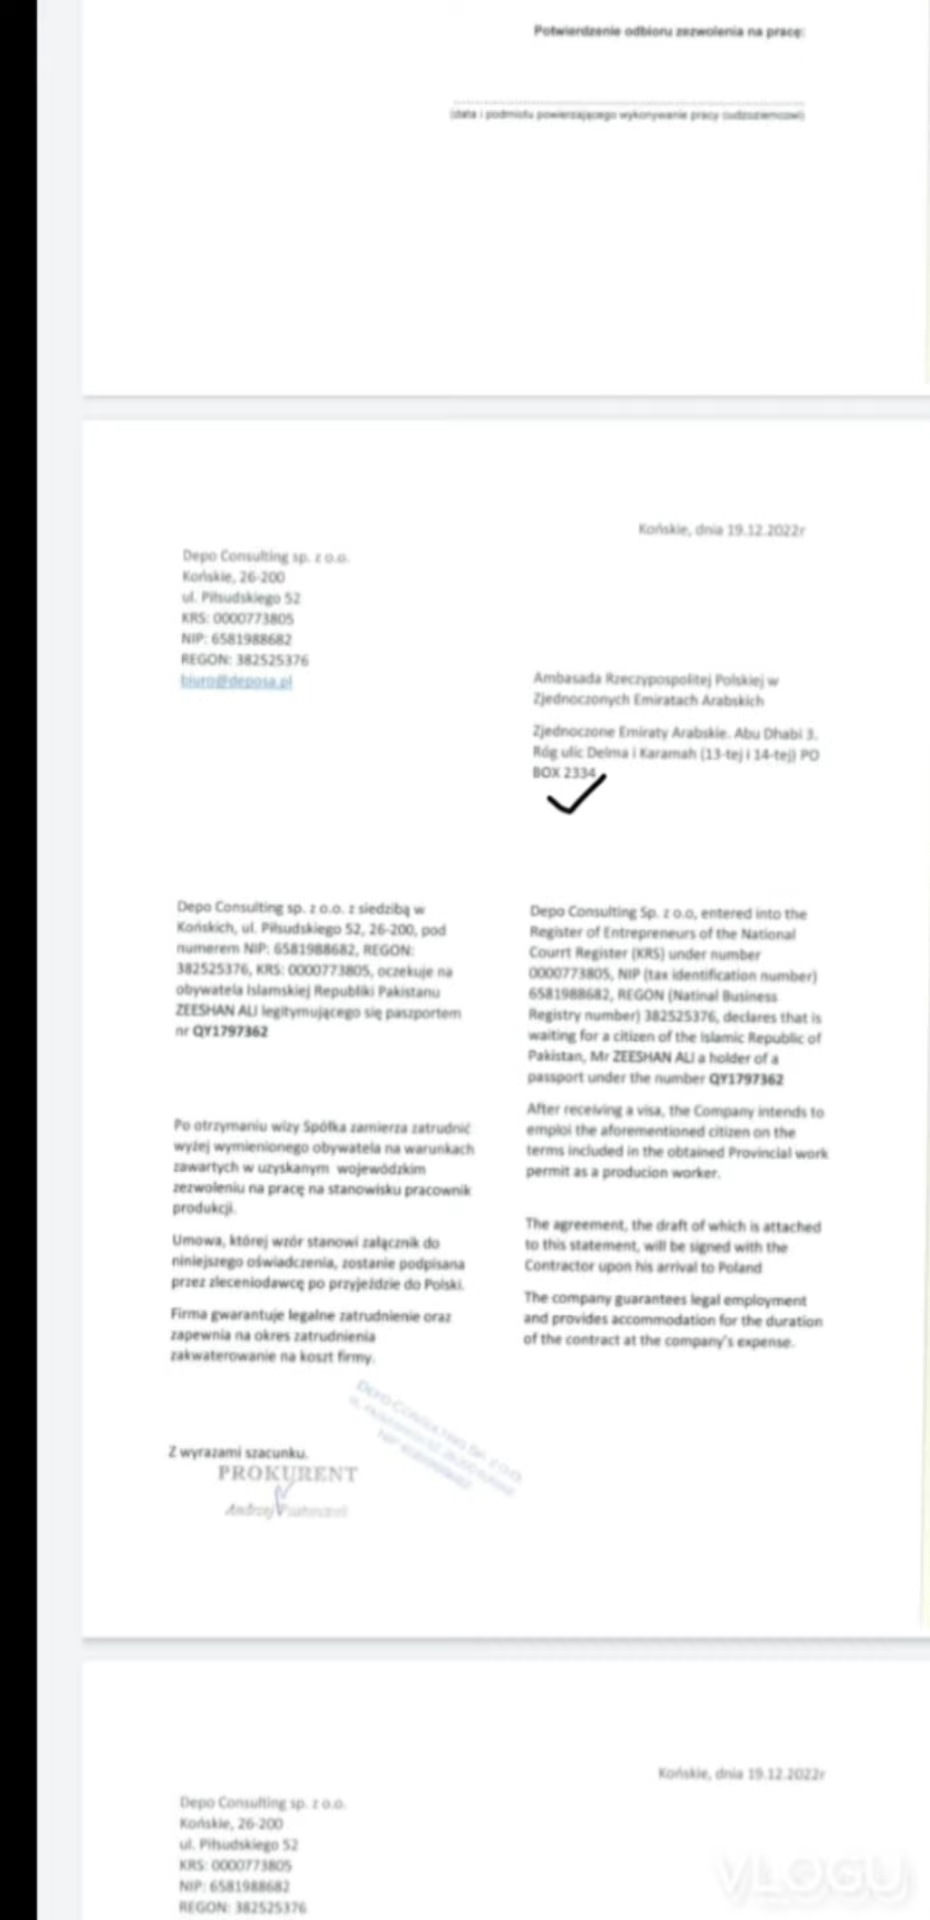 Potwierdzenie odbioru zezwolenia na pracę:
(data i podmiotu powierzającego wykonywanie pracy cudzoziemcowi)
Końskie, dnia 19.12.2022r
Depo Consulting sp. z o.o.
Końskie, 26-200
ul. Piłsudskiego 52
KRS: 0000773805
NIP: 6581988682
REGON: 382525376
biuro@deposa.pl
Ambasada Rzeczypospolitej Polskiej w
Zjednoczonych Emiratach Arabskich
Zjednoczone Emiraty Arabskie. Abu Dhabi 3.
Róg ulic Delma i Karamah (13-tej i 14-tej) PO
BOX 2334
Depo Consulting sp. z o.o. z siedzibą w
Końskich, ul. Piłsudskiego 52, 26-200, pod
numerem NIP: 6581988682, REGON:
382525376, KRS: 0000773805, oczekuje na
obywatela Islamskiej Republiki Pakistanu
ZEESHAN ALI legitymującego się paszportem
nr QY1797362
Po otrzymaniu wizy Spółka zamierza zatrudnić
wyżej wymienionego obywatela na warunkach
zawartych w uzyskanym wojewódzkim
zezwoleniu na pracę na stanowisku pracownik
produkcji.
Umowa, której wzór stanowi załącznik do
niniejszego oświadczenia, zostanie podpisana
przez zleceniodawcę po przyjeździe do Polski.
Firma gwarantuje legalne zatrudnienie oraz
zapewnia na okres zatrudnienia
zakwaterowanie na koszt firmy.
Depo Consulting Sp. z o.o, entered into the
Register of Entrepreneurs of the National
Courrt Register (KRS) under number
0000773805, NIP (tax identification number)
6581988682, REGON (Natinal Business
Registry number) 382525376, declares that is
waiting for a citizen of the Islamic Republic of
Pakistan, Mr ZEESHAN ALI a holder of a
passport under the number QY1797362
After receiving a visa, the Company intends to
emploi the aforementioned citizen on the
terms included in the obtained Provincial work
permit as a producion worker.
The agreement, the draft of which is attached
to this statement, will be signed with the
Contractor upon his arrival to Poland
The company guarantees legal employment
and provides accommodation for the duration
of the contract at the company's expense.
DEPO CONSULTING SP. Z O.O.
Z wyrazami szacunku.
PROKURENT
Andrzej
Końskie, dnia 19.12.2022r
Depo Consulting sp. z o.o.
Końskie, 26-200
ul. Piłsudskiego 52
KRS: 0000773805
NIP: 6581988682
REGON: 382525376
VLOGU